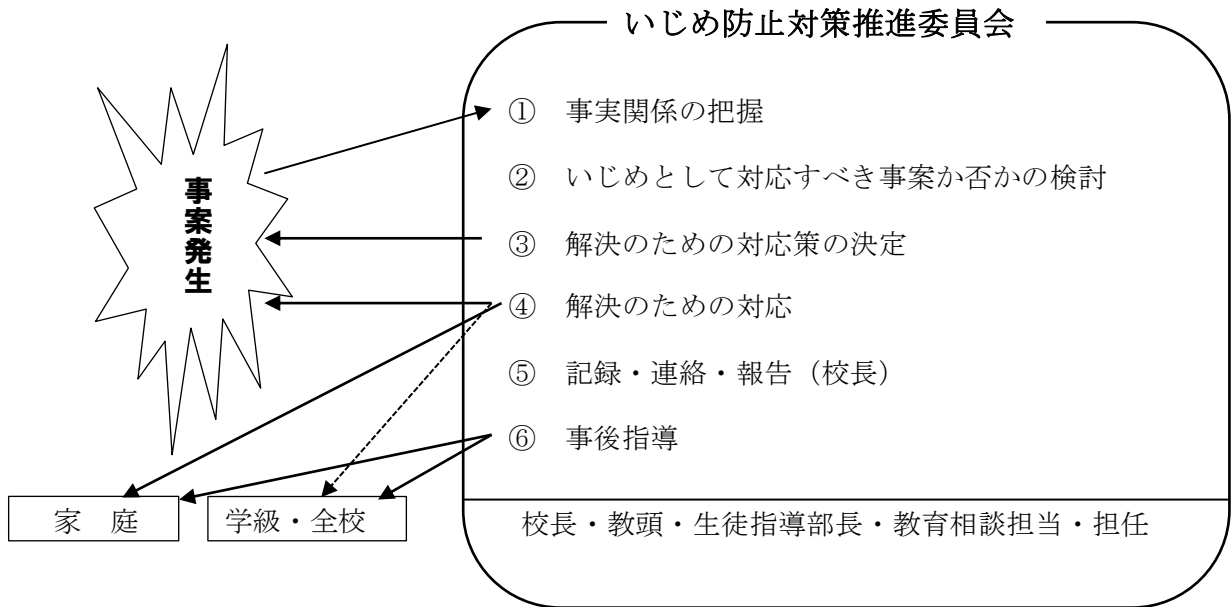 いじめ防止対策推進委員会
① 事実関係の把握
② いじめとして対応すべき事案か否かの検討
事案発生
③ 解決のための対応策の決定
④ 解決のための対応
⑤ 記録・連絡・報告（校長）
⑥ 事後指導
家 庭
学級・全校
校長・教頭・生徒指導部長・教育相談担当・担任